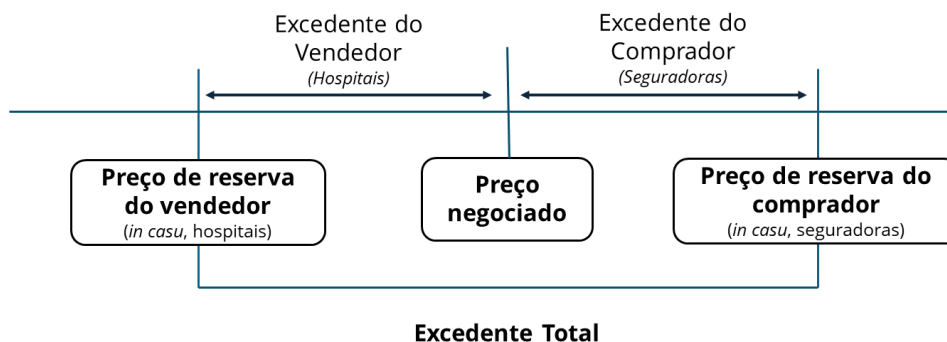 Excedente do
Vendedor
(Hospitais)
Excedente do
Comprador
(Seguradoras)
Preço de reserva
do vendedor
(in casu, hospitais)
Preço
negociado
Preço de reserva do
comprador
(in casu, seguradoras)
Excedente Total